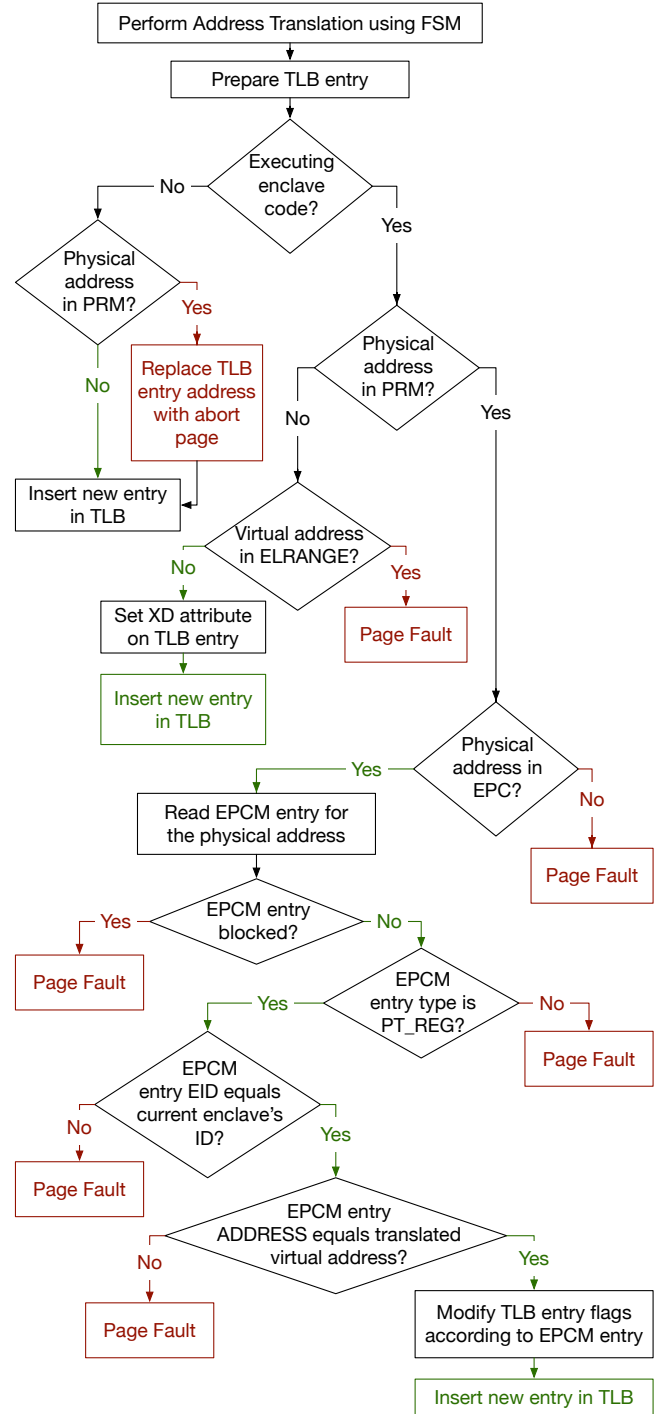 Perform Address Translation using FSM
Prepare TLB entry
Executing
enclave
code?
No
Yes
Physical
address
in PRM?
Yes
No
Replace TLB
entry address
with abort
page
Insert new entry
in TLB
Physical
address
in PRM?
No
Yes
Virtual address
in ELRANGE?
No
Yes
Set XD attribute
on TLB entry
Page Fault
Insert new entry
in TLB
Physical
address in
EPC?
Yes
No
Read EPCM entry for
the physical address
Page Fault
EPCM entry
blocked?
Yes
No
Page Fault
EPCM
entry type is
PT_REG?
Yes
No
Page Fault
EPCM
entry EID equals
current enclave's
ID?
No
Yes
Page Fault
EPCM entry
ADDRESS equals translated
virtual address?
No
Yes
Page Fault
Modify TLB entry flags
according to EPCM entry
Insert new entry in TLB